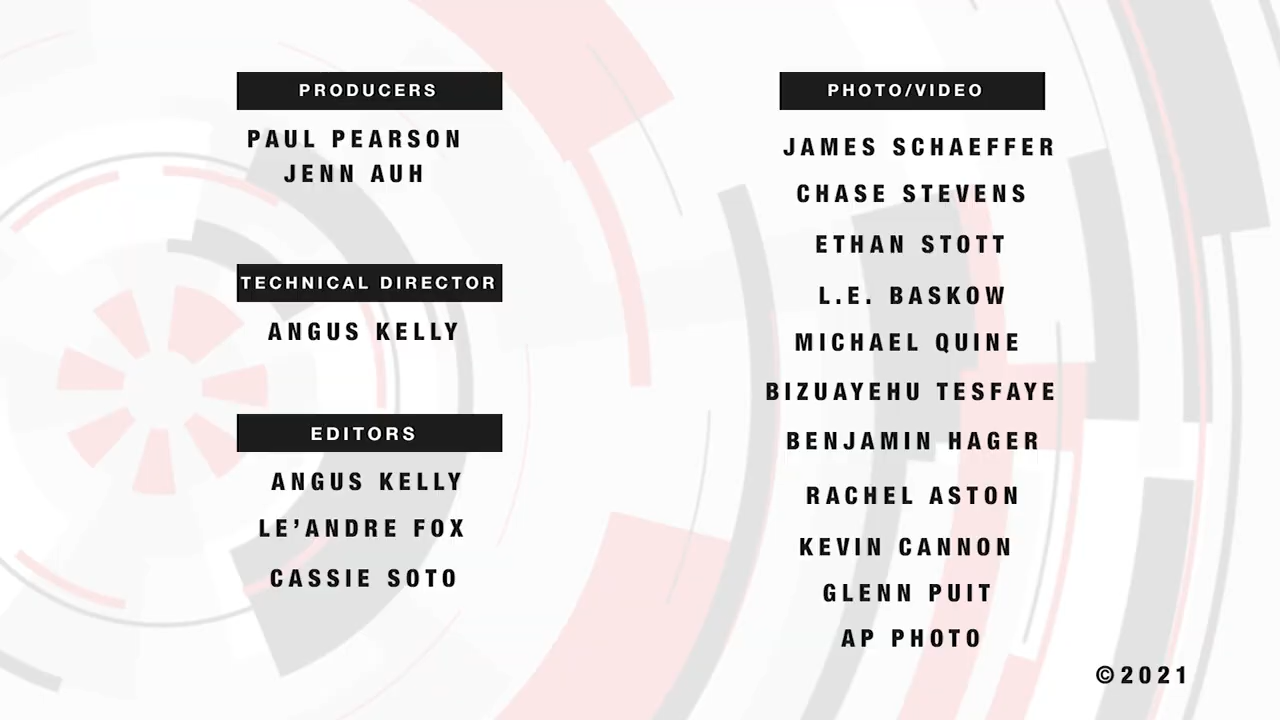 PRODUCERS
PAUL PEARSON
JENN AUH
TECHNICAL DIRECTOR
ANGUS KELLY
EDITORS
ANGUS KELLY
LE’ANDRE FOX
CASSIE SOTO
PHOTO/VIDEO
JAMES SCHAEFFER
CHASE STEVENS
ETHAN STOTT
L.E. BASKOW
MICHAEL QUINE
BIZUAYEHU TESFAYE
BENJAMIN HAGER
RACHEL ASTON
KEVIN CANNON
GLENN PUIT
AP PHOTO
©2021